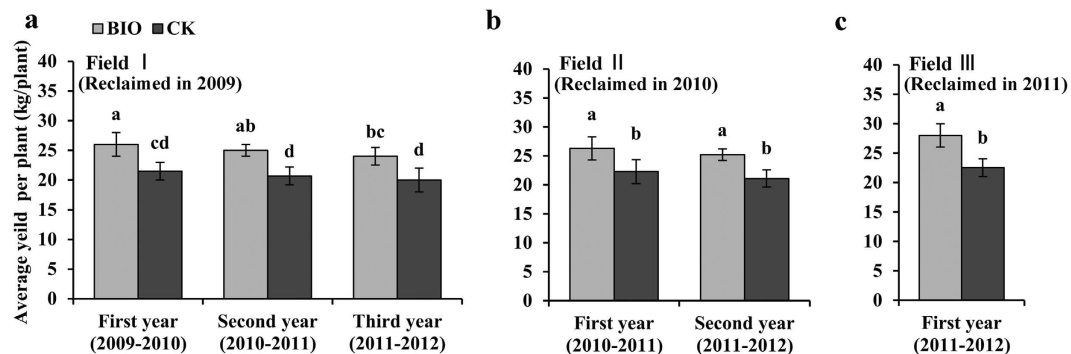 a
BIO CK
Average yeild per plant (kg/plant)
Field Ⅰ
(Reclaimed in 2009)
40
35
30
25
20
15
10
5
0
a
cd
ab
d
bc
d
First year
(2009-2010)
Second year
(2010-2011)
Third year
(2011-2012)
b
Field Ⅱ
(Reclaimed in 2010)
40
35
30
25
20
15
10
5
0
a
b
a
b
First year
(2010-2011)
Second year
(2011-2012)
c
Field Ⅲ
(Reclaimed in 2011)
40
35
30
25
20
15
10
5
0
a
b
First year
(2011-2012)